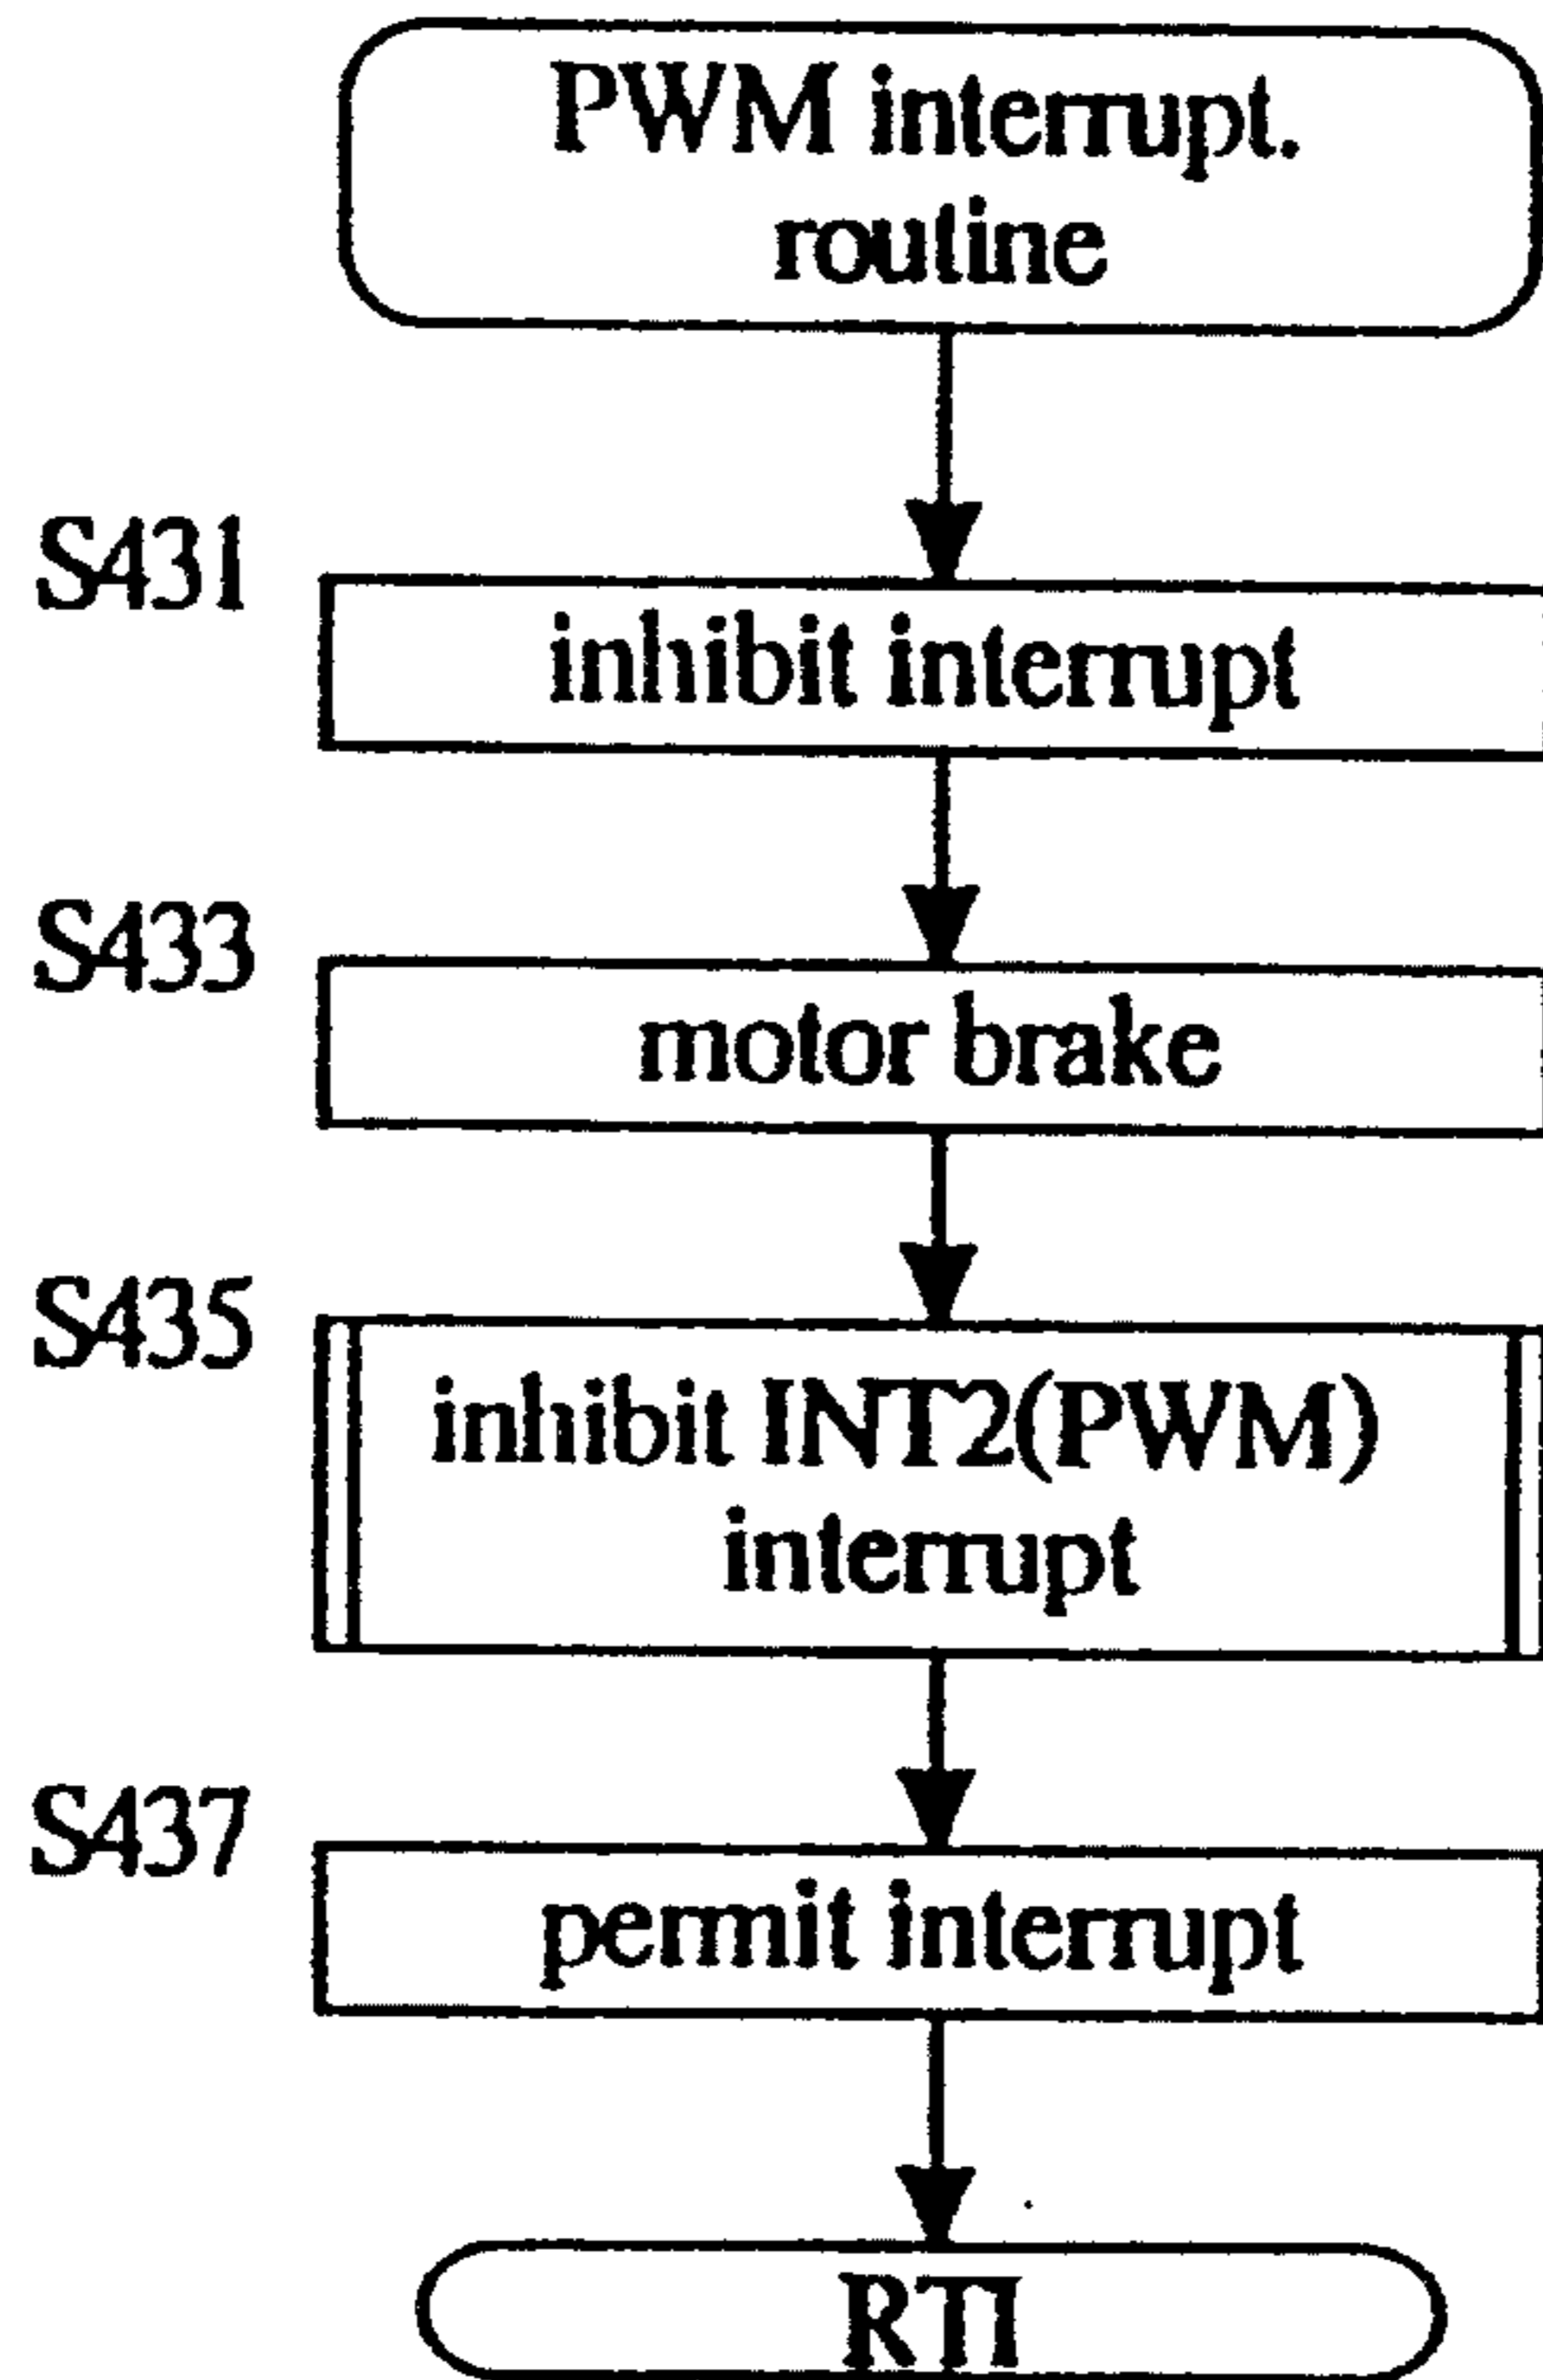 PWM interrupt.
routine
S431
inhibit interrupt
S433
motor brake
S435
inhibit INT2(PWM)
interrupt
S437
permit interrupt
RTI